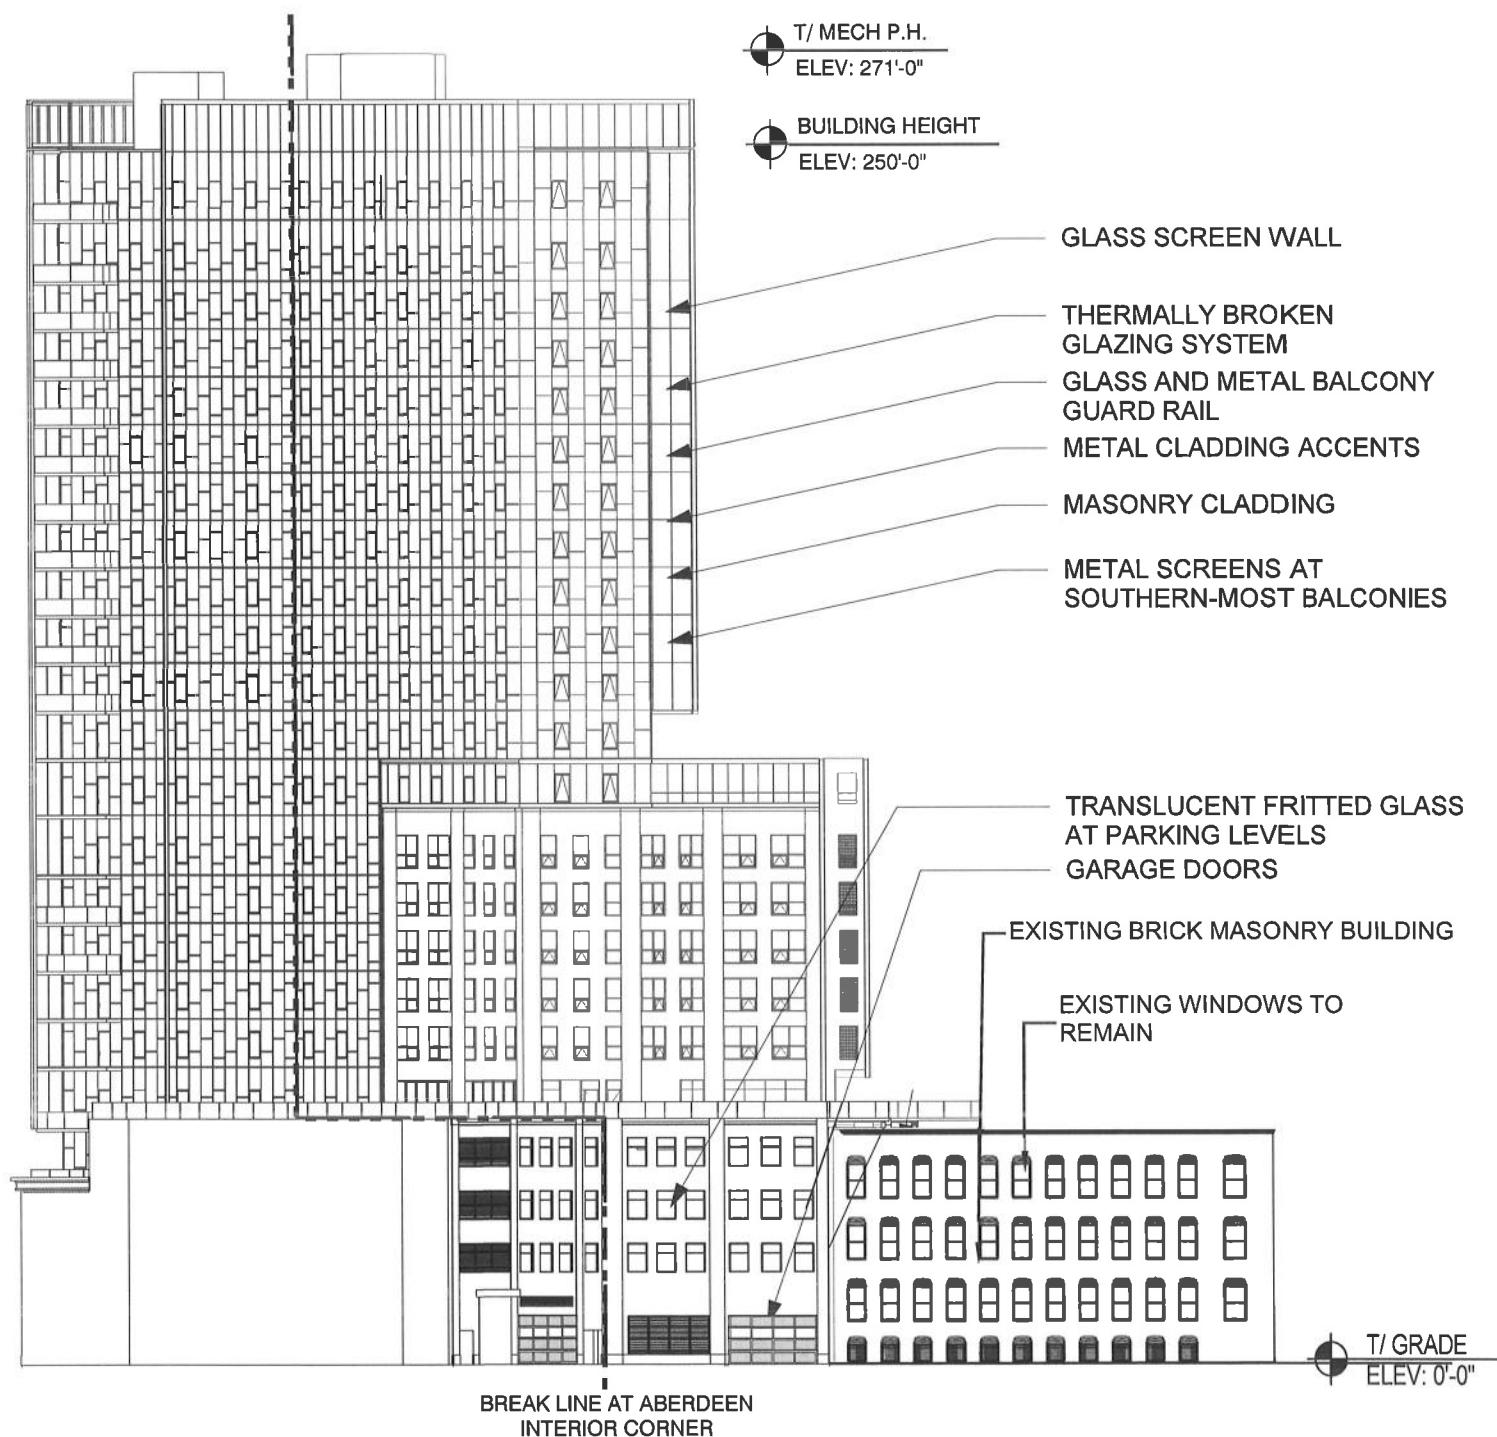 T/ MECH P.H.
ELEV: 271'-0"
BUILDING HEIGHT
ELEV: 250'-0"
GLASS SCREEN WALL
THERMALLY BROKEN
GLAZING SYSTEM
GLASS AND METAL BALCONY
GUARD RAIL
METAL CLADDING ACCENTS
MASONRY CLADDING
METAL SCREENS AT
SOUTHERN-MOST BALCONIES
TRANSLUCENT FRITTED GLASS
AT PARKING LEVELS
GARAGE DOORS
EXISTING BRICK MASONRY BUILDING
EXISTING WINDOWS TO
REMAIN
T/ GRADE
ELEV: 0'-0"
BREAK LINE AT ABERDEEN
INTERIOR CORNER